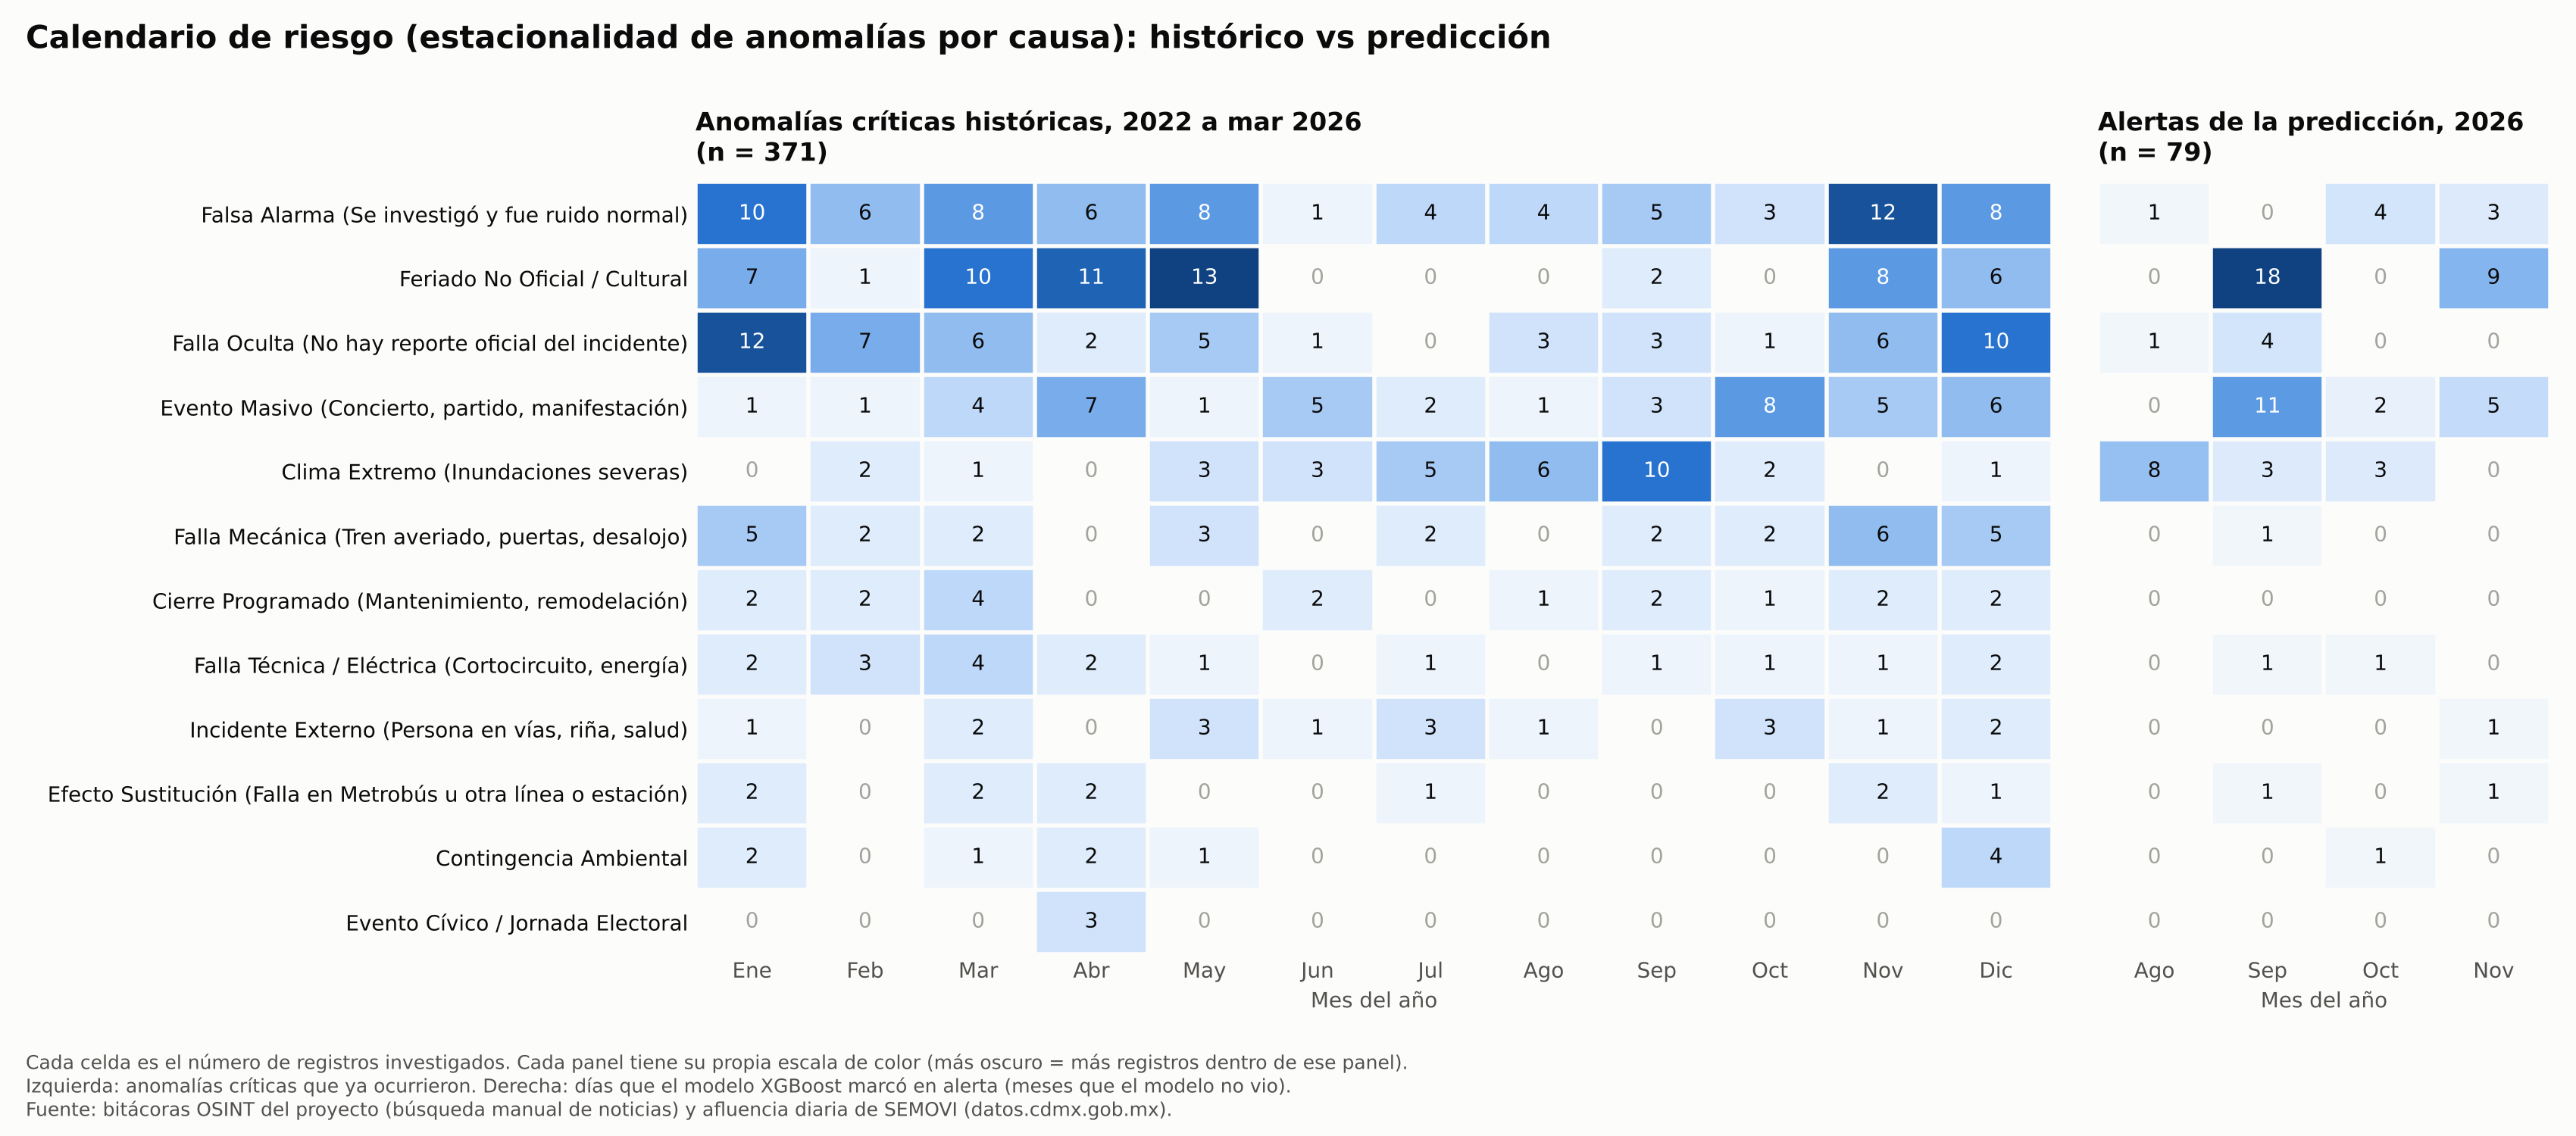 Calendario de riesgo (estacionalidad de anomalías por causa): histórico vs predicción
Anomalías críticas históricas, 2022 a mar 2026
(n = 371)
Alertas de la predicción, 2026
(n = 79)
Falsa Alarma (Se investigó y fue ruido normal) 10 6 8 6 8 1 4 4 5 3 12 8 1 0 4 3
Feriado No Oficial / Cultural 7 1 10 11 13 0 0 0 2 0 8 6 0 18 0 9
Falla Oculta (No hay reporte oficial del incidente) 12 7 6 2 5 1 0 3 3 1 6 10 1 4 0 0
Evento Masivo (Concierto, partido, manifestación) 1 1 4 7 1 5 2 1 3 8 5 6 0 11 2 5
Clima Extremo (Inundaciones severas) 0 2 1 0 3 3 5 6 10 2 0 1 8 3 3 0
Falla Mecánica (Tren averiado, puertas, desalojo) 5 2 2 0 3 0 2 0 2 2 6 5 0 1 0 0
Cierre Programado (Mantenimiento, remodelación) 2 2 4 0 0 2 0 1 2 1 2 2 0 0 0 0
Falla Técnica / Eléctrica (Cortocircuito, energía) 2 3 4 2 1 0 1 0 1 1 1 2 0 1 1 0
Incidente Externo (Persona en vías, riña, salud) 1 0 2 0 3 1 3 1 0 3 1 2 0 0 0 1
Efecto Sustitución (Falla en Metrobús u otra línea o estación) 2 0 2 2 0 0 1 0 0 0 2 1 0 1 0 1
Contingencia Ambiental 2 0 1 2 1 0 0 0 0 0 0 4 0 0 1 0
Evento Cívico / Jornada Electoral 0 0 0 3 0 0 0 0 0 0 0 0 0 0 0 0
Ene Feb Mar Abr May Jun Jul Ago Sep Oct Nov Dic Ago Sep Oct Nov
Mes del año Mes del año
Cada celda es el número de registros investigados. Cada panel tiene su propia escala de color (más oscuro = más registros dentro de ese panel).
Izquierda: anomalías críticas que ya ocurrieron. Derecha: días que el modelo XGBoost marcó en alerta (meses que el modelo no vio).
Fuente: bitácoras OSINT del proyecto (búsqueda manual de noticias) y afluencia diaria de SEMOVI (datos.cdmx.gob.mx).